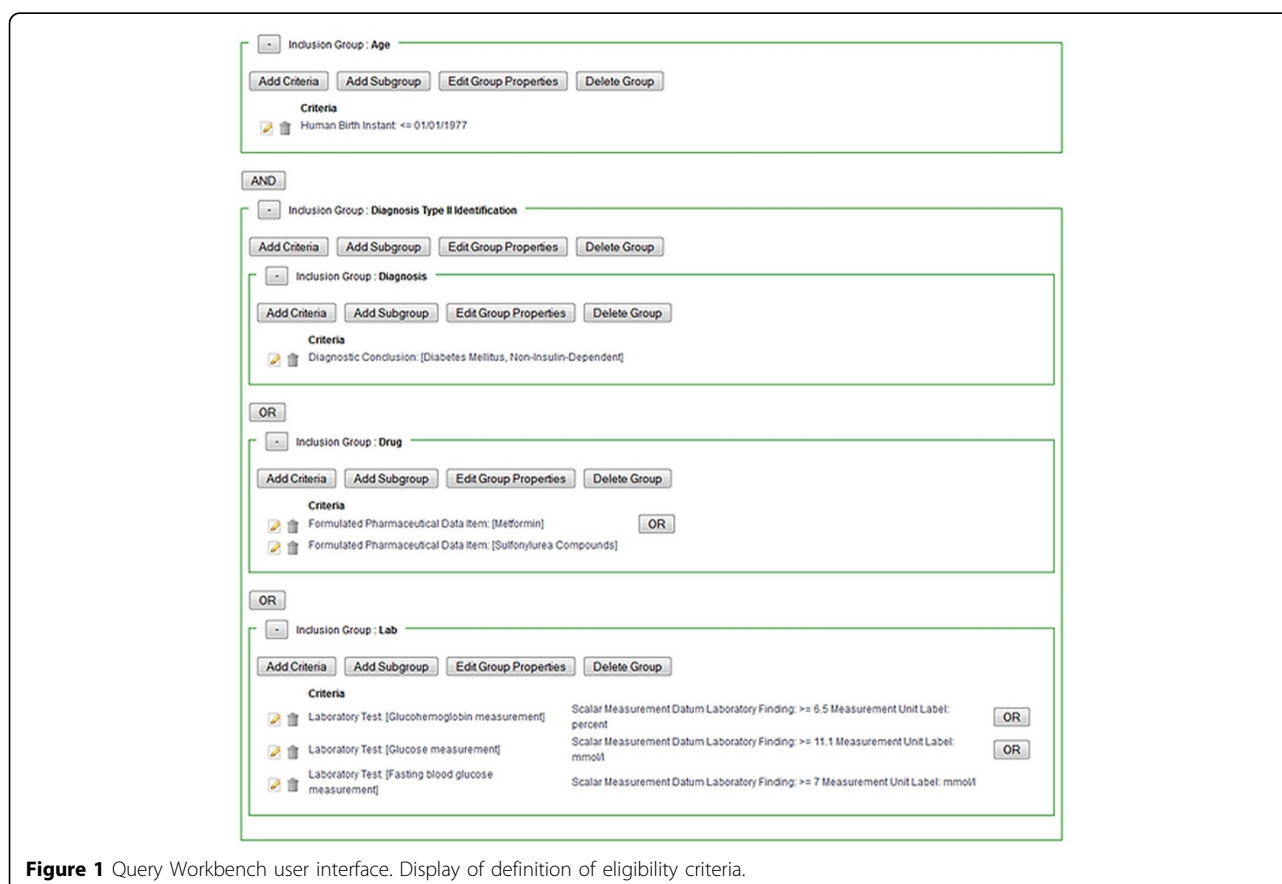 - Inclusion Group : Age
Add Criteria Add Subgroup Edit Group Properties Delete Group
Criteria
Human Birth Instant: <= 01/01/1977
AND
- Inclusion Group : Diagnosis Type II Identification
Add Criteria Add Subgroup Edit Group Properties Delete Group
- Inclusion Group : Diagnosis
Add Criteria Add Subgroup Edit Group Properties Delete Group
Criteria
Diagnostic Conclusion: [Diabetes Mellitus, Non-Insulin-Dependent]
OR
- Inclusion Group : Drug
Add Criteria Add Subgroup Edit Group Properties Delete Group
Criteria
Formulated Pharmaceutical Data Item: [Metformin] OR
Formulated Pharmaceutical Data Item: [Sulfonylurea Compounds]
OR
- Inclusion Group : Lab
Add Criteria Add Subgroup Edit Group Properties Delete Group
Criteria
Laboratory Test: [Glucohemoglobin measurement] Scalar Measurement Datum Laboratory Finding: >= 6.5 Measurement Unit Label:
percent OR
Laboratory Test: [Glucose measurement] Scalar Measurement Datum Laboratory Finding: >= 11.1 Measurement Unit Label:
mmol/l OR
Laboratory Test: [Fasting blood glucose
measurement] Scalar Measurement Datum Laboratory Finding: >= 7 Measurement Unit Label: mmol/l
Figure 1 Query Workbench user interface. Display of definition of eligibility criteria.